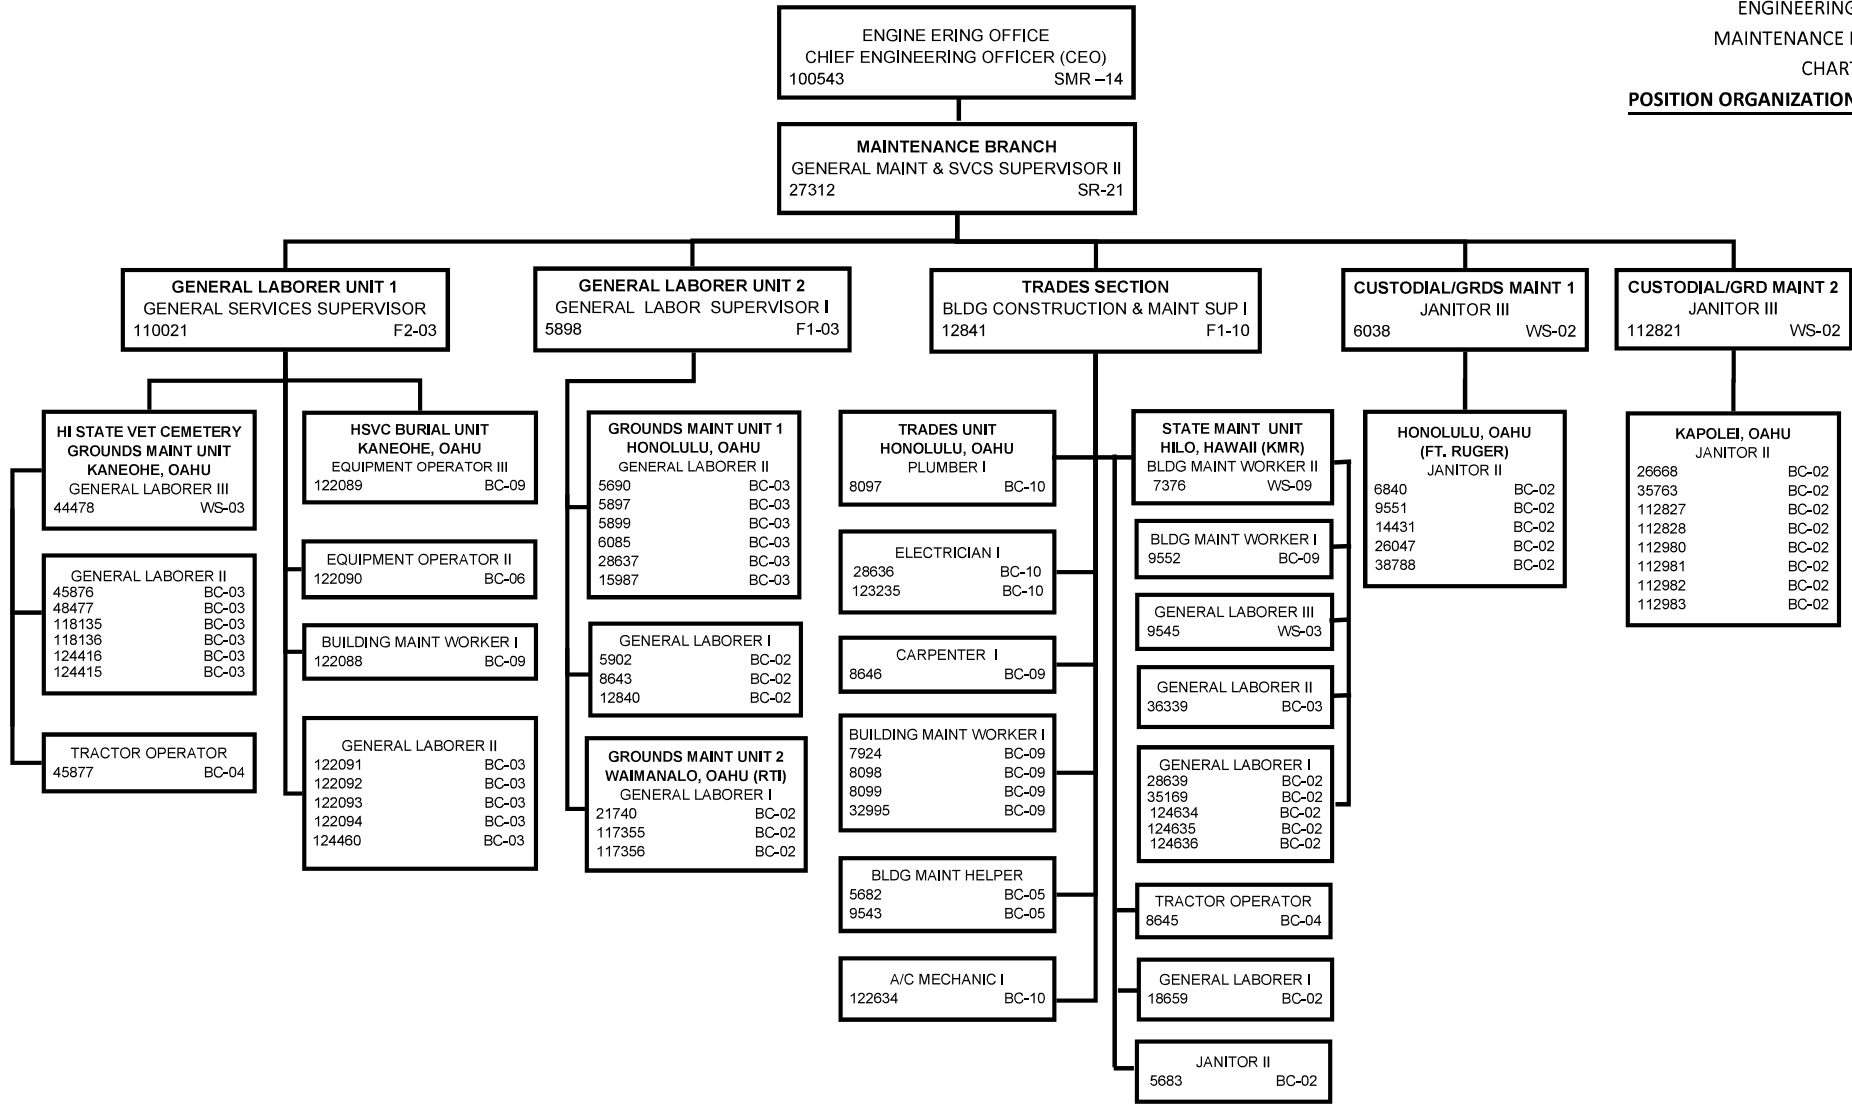 ENGINEERING
MAINTENANCE
CHART
POSITION ORGANIZATION
ENGINE ERING OFFICE
CHIEF ENGINEERING OFFICER (CEO)
100543 SMR –14
MAINTENANCE BRANCH
GENERAL MAINT & SVCS SUPERVISOR II
27312 SR-21
GENERAL LABORER UNIT 1
GENERAL SERVICES SUPERVISOR
110021 F2-03
HI STATE VET CEMETERY
GROUNDS MAINT UNIT
KANEOHE, OAHU
GENERAL LABORER III
44478 WS-03
GENERAL LABORER II
45876 BC-03
48477 BC-03
118135 BC-03
118136 BC-03
124416 BC-03
124415 BC-03
TRACTOR OPERATOR
45877 BC-04
HSVC BURIAL UNIT
KANEOHE, OAHU
EQUIPMENT OPERATOR III
122089 BC-09
EQUIPMENT OPERATOR II
122090 BC-06
BUILDING MAINT WORKER I
122088 BC-09
GENERAL LABORER II
122091 BC-03
122092 BC-03
122093 BC-03
122094 BC-03
124460 BC-03
GENERAL LABORER UNIT 2
GENERAL LABOR SUPERVISOR I
5898 F1-03
GROUNDS MAINT UNIT 1
HONOLULU, OAHU
GENERAL LABORER II
5690 BC-03
5897 BC-03
5899 BC-03
6085 BC-03
28637 BC-03
15987 BC-03
GENERAL LABORER I
5902 BC-02
8643 BC-02
12840 BC-02
GROUNDS MAINT UNIT 2
WAIMANALO, OAHU (RTI)
GENERAL LABORER I
21740 BC-02
117355 BC-02
117356 BC-02
TRADES SECTION
BLDG CONSTRUCTION & MAINT SUP I
12841 F1-10
TRADES UNIT
HONOLULU, OAHU
PLUMBER I
8097 BC-10
ELECTRICIAN I
28636 BC-10
123235 BC-10
CARPENTER I
8646 BC-09
BUILDING MAINT WORKER I
7924 BC-09
8098 BC-09
8099 BC-09
32995 BC-09
BLDG MAINT HELPER
5682 BC-05
9543 BC-05
A/C MECHANIC I
122634 BC-10
STATE MAINT UNIT
HILO, HAWAII (KMR)
BLDG MAINT WORKER II
7376 WS-09
BLDG MAINT WORKER I
9552 BC-09
GENERAL LABORER III
9545 WS-03
GENERAL LABORER II
36339 BC-03
GENERAL LABORER I
28639 BC-02
35169 BC-02
124634 BC-02
124635 BC-02
124636 BC-02
TRACTOR OPERATOR
8645 BC-04
GENERAL LABORER I
18659 BC-02
JANITOR II
5683 BC-02
CUSTODIAL/GRDS MAINT 1
JANITOR III
6038 WS-02
HONOLULU, OAHU
(FT. RUGER)
JANITOR II
6840 BC-02
9551 BC-02
14431 BC-02
26047 BC-02
38788 BC-02
CUSTODIAL/GRD MAINT 2
JANITOR III
112821 WS-02
KAPOLEI, OAHU
JANITOR II
26668 BC-02
35763 BC-02
112827 BC-02
112828 BC-02
112980 BC-02
112981 BC-02
112982 BC-02
112983 BC-02